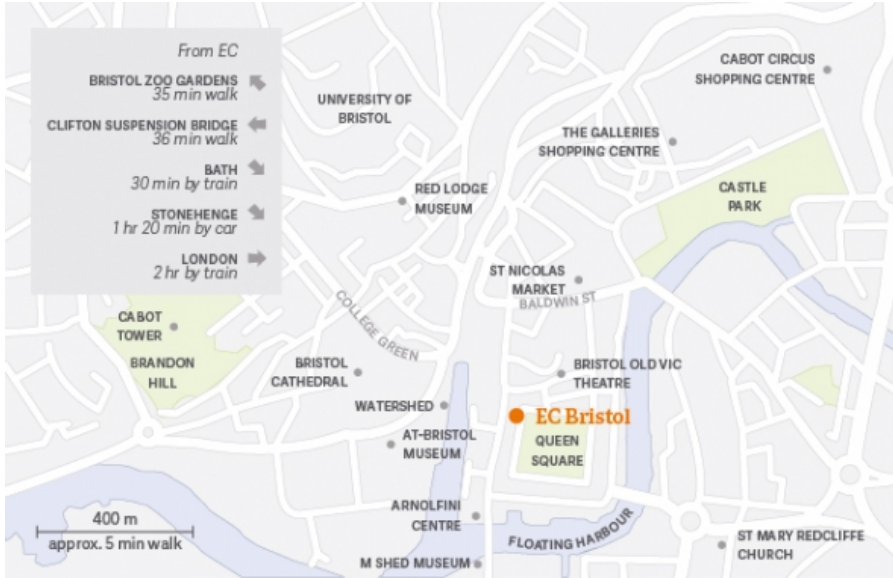 From EC
BRISTOL ZOO GARDENS
35 min walk
CLIFTON SUSPENSION BRIDGE
36 min walk
BATH
30 min by train
STONEHENGE
1 hr 20 min by car
LONDON
2 hr by train
UNIVERSITY OF
BRISTOL
CABOT CIRCUS
SHOPPING CENTRE
THE GALLERIES
SHOPPING CENTRE
RED LODGE
MUSEUM
CASTLE
PARK
ST NICOLAS
MARKET
BALDWIN ST
COLLEGE GREEN
CABOT
TOWER
BRANDON
HILL
BRISTOL
CATHEDRAL
BRISTOL OLD VIC
THEATRE
WATERSHED
EC Bristol
QUEEN
SQUARE
AT-BRISTOL
MUSEUM
ARNOLFINI
CENTRE
FLOATING HARBOUR
400 m
approx. 5 min walk
M SHED MUSEUM
ST MARY REDCLIFFE
CHURCH